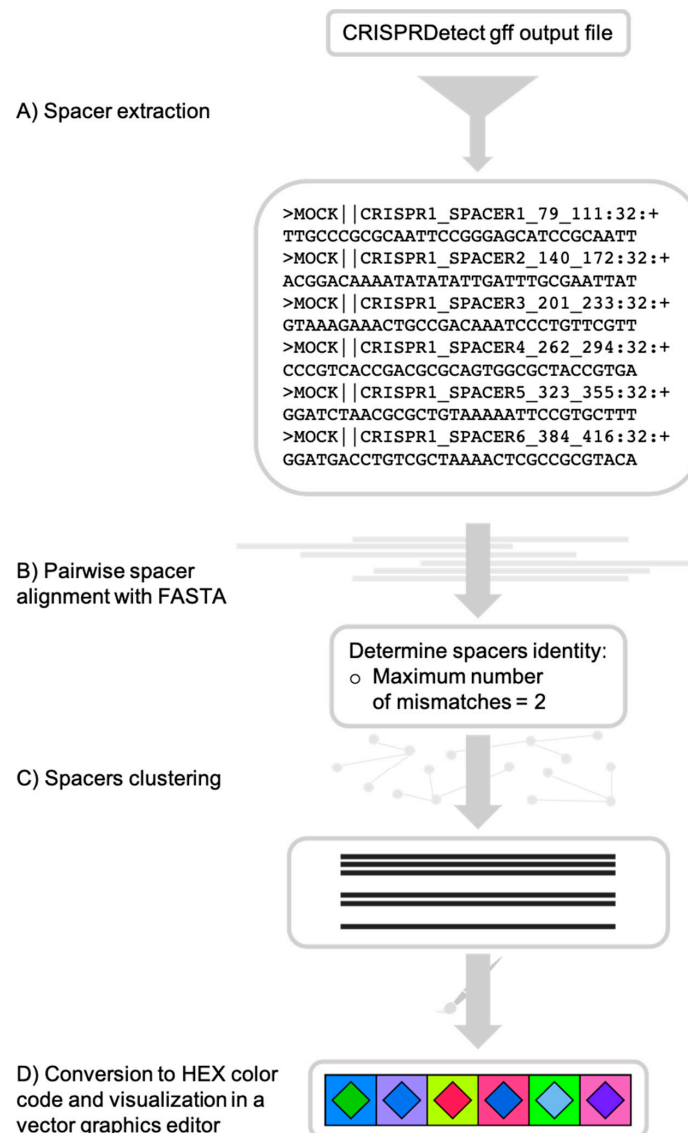 CRISPRDetect gff output file
A) Spacer extraction
>MOCK||CRISPR1_SPACER1_79_111:32:+
TTGCCCGCGCAATTCCGGGAGCATCCGCAATT
>MOCK||CRISPR1_SPACER2_140_172:32:+
ACGGACAAAATATATATTGATTTGCGAATTAT
>MOCK||CRISPR1_SPACER3_201_233:32:+
GTAAAGAAACTGCCGACAAATCCCTGTTCGTT
>MOCK||CRISPR1_SPACER4_262_294:32:+
CCCGTCACCGACGCGCAGTGGCGCTACCGTGA
>MOCK||CRISPR1_SPACER5_323_355:32:+
GGATCTAACGCGCTGTAAAAATTCCGTGCTTT
>MOCK||CRISPR1_SPACER6_384_416:32:+
GGATGACCTGTCGCTAAAACTCGCCGCGTACA
B) Pairwise spacer
alignment with FASTA
Determine spacers identity:
○ Maximum number
of mismatches = 2
C) Spacers clustering
D) Conversion to HEX color
code and visualization in a
vector graphics editor